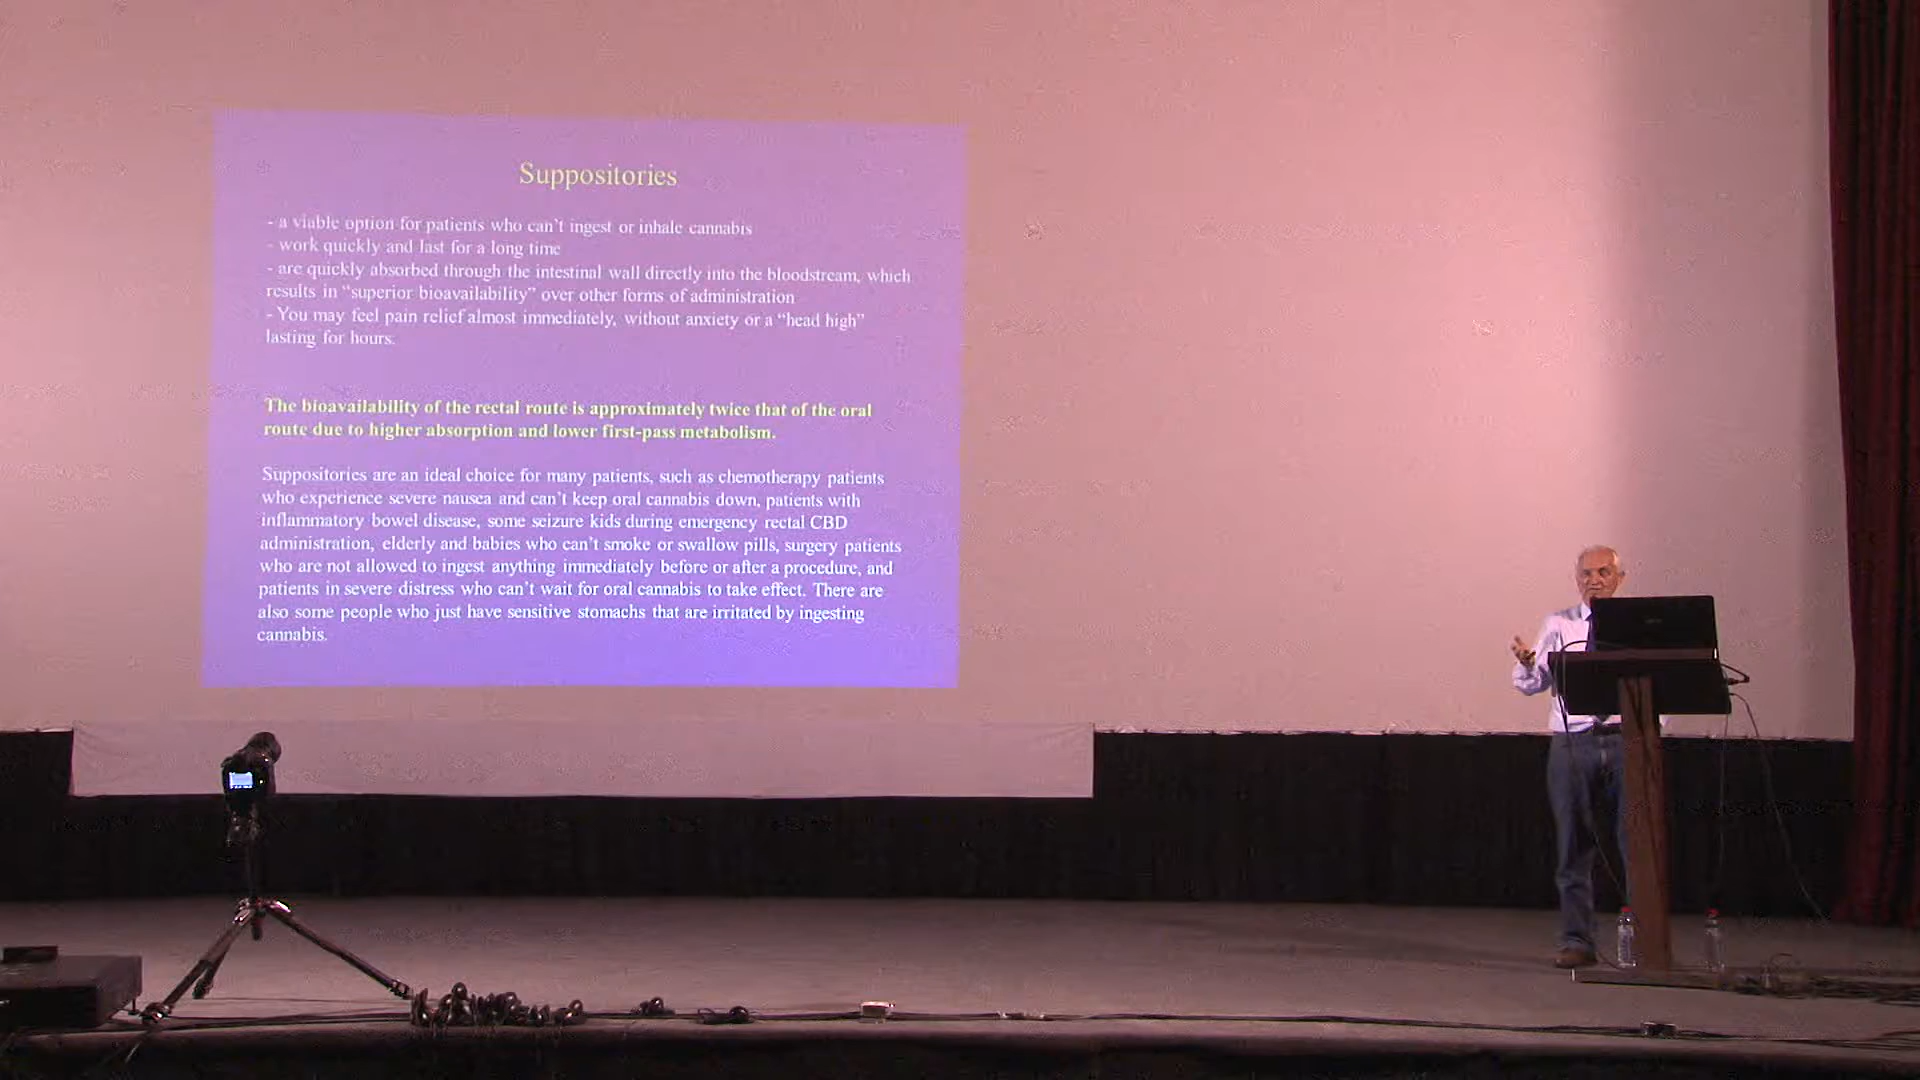 Suppositories
- a viable option for patients who can't ingest or inhale cannabis
- work quickly and last for a long time
- are quickly absorbed through the intestinal wall directly into the bloodstream, which
results in "superior bioavailability" over other forms of administration
- You may feel pain relief almost immediately, without anxiety or a "head high"
lasting for hours.
The bioavailability of the rectal route is approximately twice that of the oral
route due to higher absorption and lower first-pass metabolism.
Suppositories are an ideal choice for many patients, such as chemotherapy patients
who experience severe nausea and can't keep oral cannabis down, patients with
inflammatory bowel disease, some seizure kids during emergency rectal CBD
administration, elderly and babies who can't smoke or swallow pills, surgery patients
who are not allowed to ingest anything immediately before or after a procedure, and
patients in severe distress who can't wait for oral cannabis to take effect. There are
also some people who just have sensitive stomachs that are irritated by ingesting
cannabis.